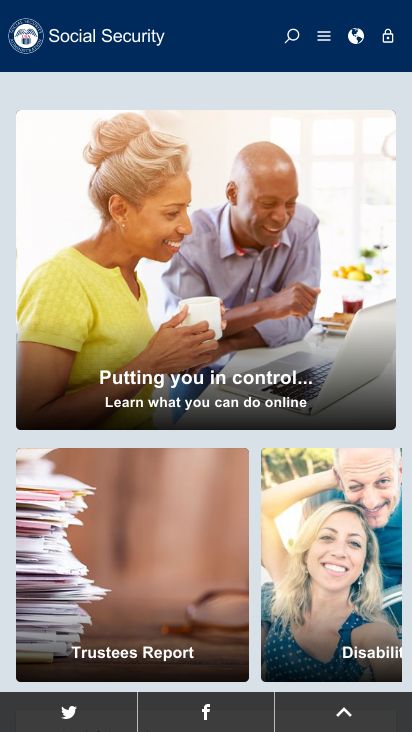 Social Security
Putting you in control...
Learn what you can do online
Trustees Report
Disabilit